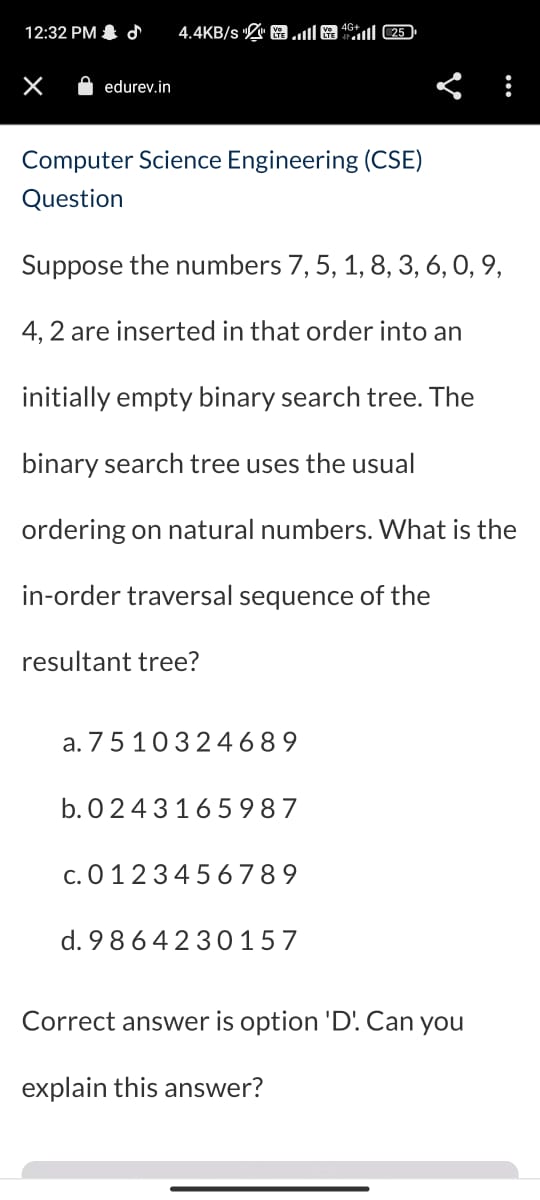 12:32 PM 4.4KB/s Vo LTE Vo LTE 4G+ 25
edurev.in
Computer Science Engineering (CSE)
Question
Suppose the numbers 7, 5, 1, 8, 3, 6, 0, 9,
4, 2 are inserted in that order into an
initially empty binary search tree. The
binary search tree uses the usual
ordering on natural numbers. What is the
in-order traversal sequence of the
resultant tree?
a. 7 5 1 0 3 2 4 6 8 9
b. 0 2 4 3 1 6 5 9 8 7
c. 0 1 2 3 4 5 6 7 8 9
d. 9 8 6 4 2 3 0 1 5 7
Correct answer is option 'D'. Can you
explain this answer?